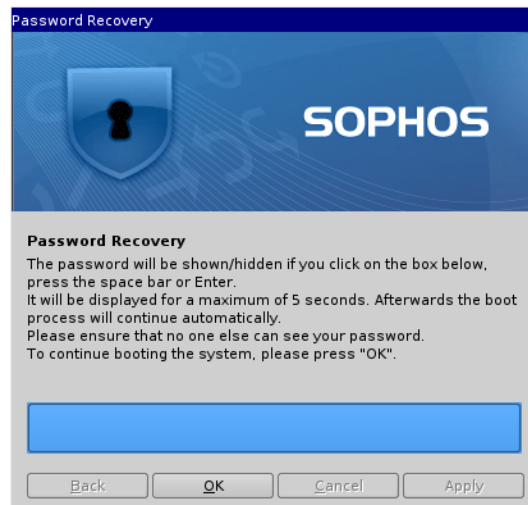 Password Recovery
SOPHOS
Password Recovery
The password will be shown/hidden if you click on the box below,
press the space bar or Enter.
It will be displayed for a maximum of 5 seconds. Afterwards the boot
process will continue automatically.
Please ensure that no one else can see your password.
To continue booting the system, please press "OK".
Back OK Cancel Apply